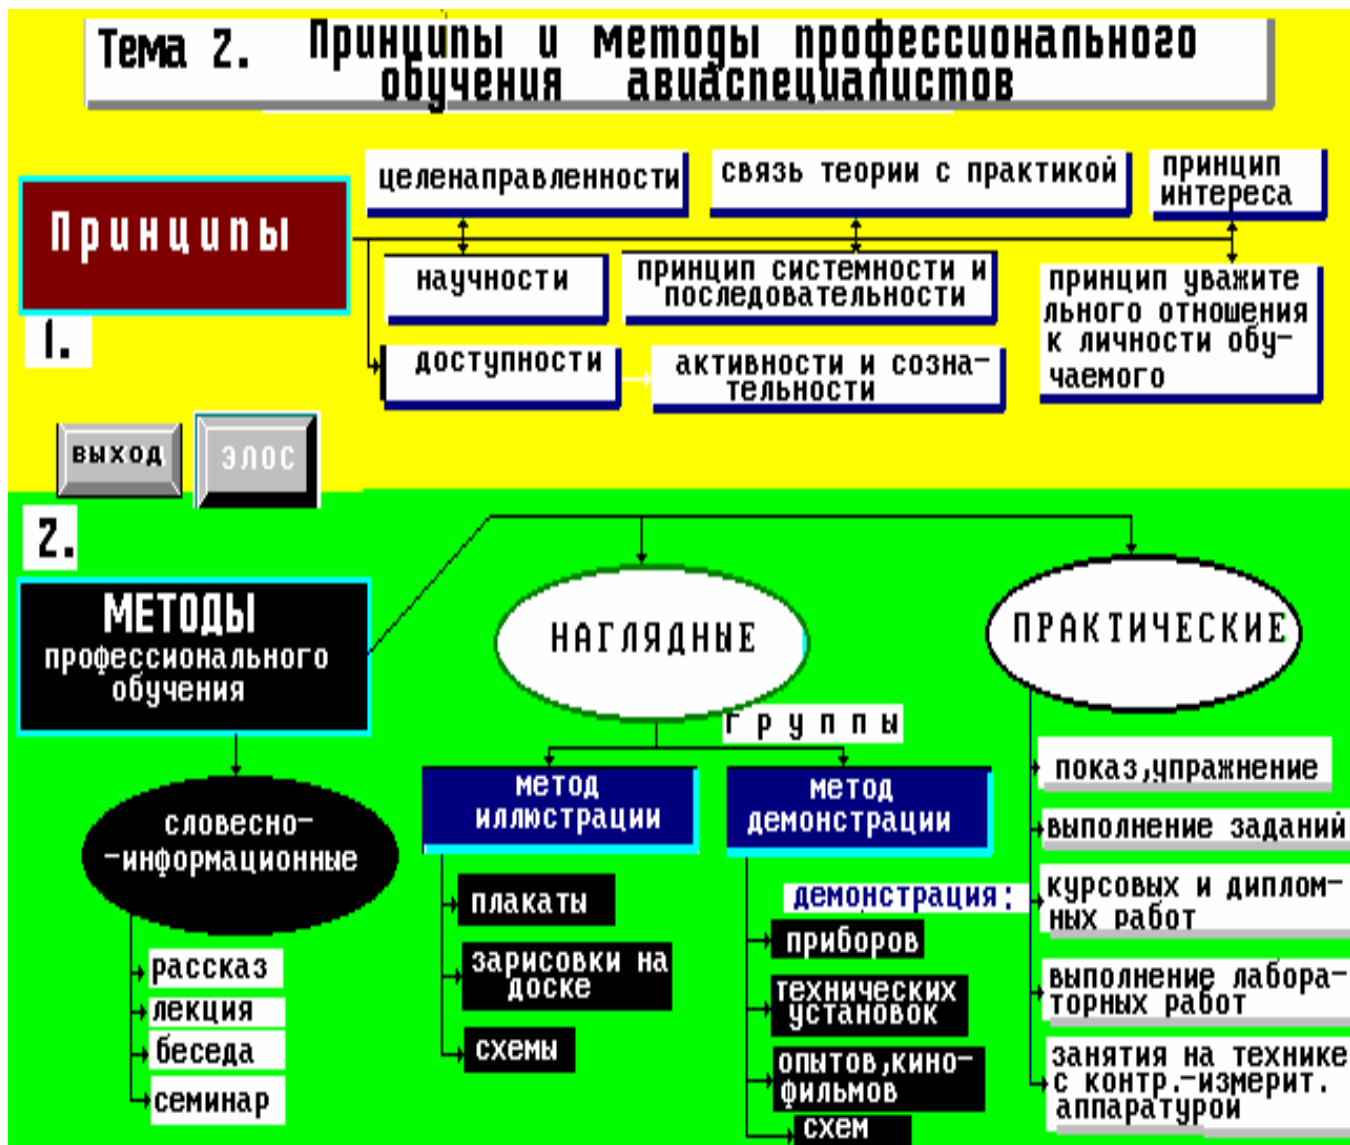 Тема 2. Принципы и методы профессионального
обучения авиаспециалистов
Принципы
1.
целенаправленности
связь теории с практикой
принцип
интереса
научности
принцип системности и
последовательности
принцип уважите
льного отношения
к личности обу-
чаемого
доступности
активности и созна-
тельности
выход
ЭЛОС
2.
МЕТОДЫ
профессионального
обучения
НАГЛЯДНЫЕ
ПРАКТИЧЕСКИЕ
словесно-
-информационные
рассказ
лекция
беседа
семинар
группы
метод
иллюстрации
плакаты
зарисовки на
доске
схемы
метод
демонстрации
демонстрация:
приборов
технических
установок
опытов,кино-
фильмов
схем
показ,упражнение
выполнение заданий
курсовых и диплом-
ных работ
выполнение лабора-
торных работ
занятия на технике
с контр.-измерит.
аппаратурой